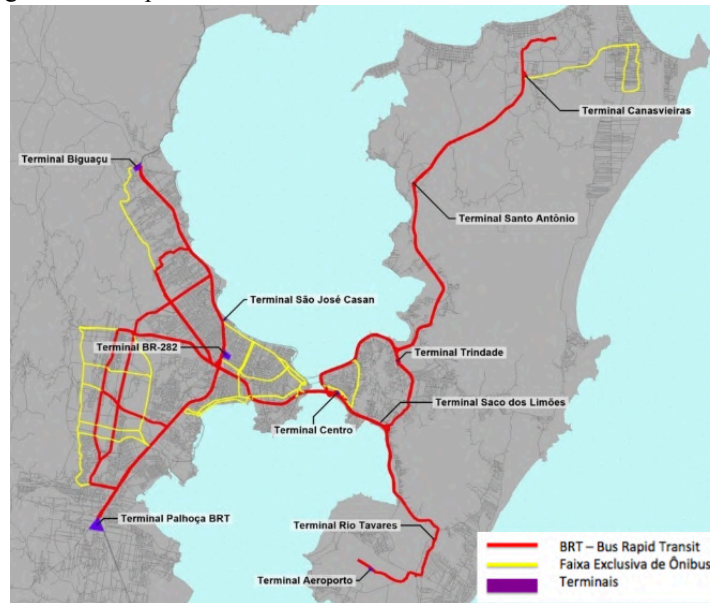 Terminal Canasvieiras
Terminal Biguaçu
Terminal Santo Antônio
Terminal São José Casan
Terminal BR-282
Terminal Trindade
Terminal Saco dos Limões
Terminal Centro
Terminal Palhoça BRT
Terminal Rio Tavares
Terminal Aeroporto
BRT – Bus Rapid Transit
Faixa Exclusiva de Ônibus
Terminais